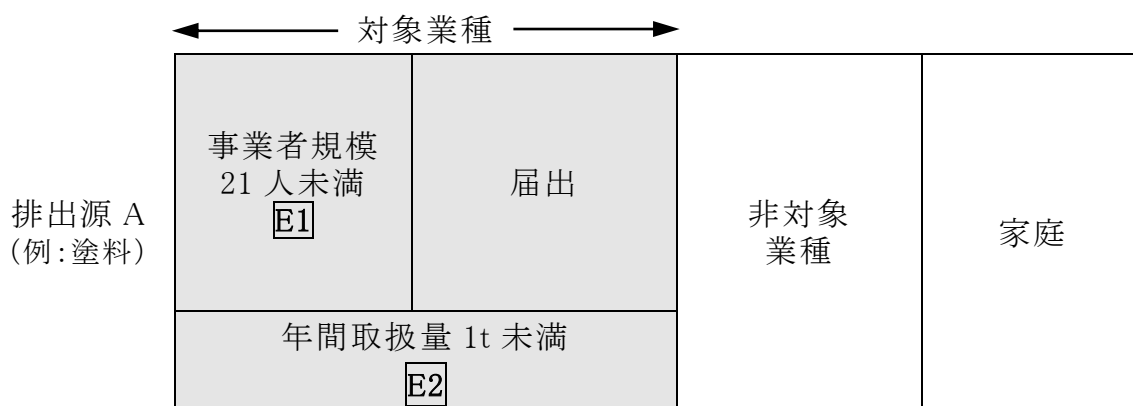 対象業種
事業者規模
21 人未満
E1
届出
排出源 A
(例:塗料)
非対象
業種
家庭
年間取扱量 1t 未満
E2